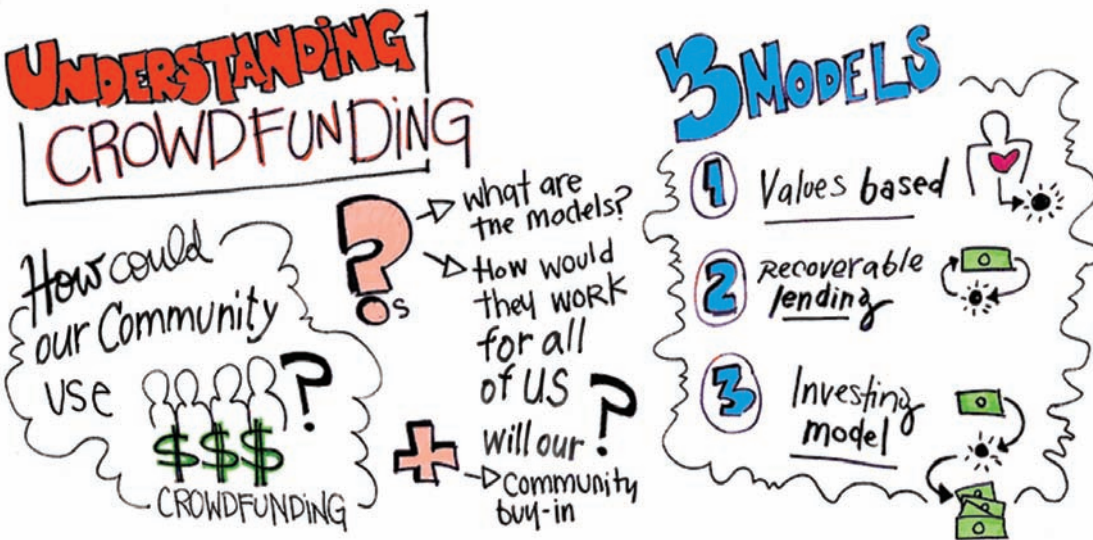 UNDERSTANDING
CROWDFUNDING
How could
our Community
use
?
$$$
CROWDFUNDING
?s
What are
the models?
How would
they work
for all
of US
?
+
will our
community
buy-in
3 MODELS
1 Values based
2 Recoverable
lending
3 Investing
model